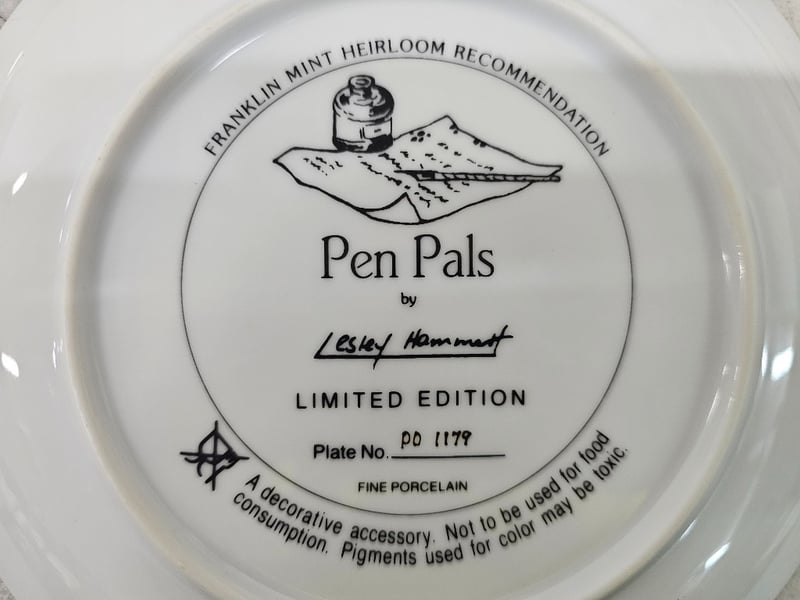 FRANKLIN MINT HEIRLOOM RECOMMENDATION
Pen Pals
by
Lesley Hammett
LIMITED EDITION
Plate No. PO 1179
FINE PORCELAIN
A decorative accessory. Not to be used for food
consumption. Pigments used for color may be toxic.